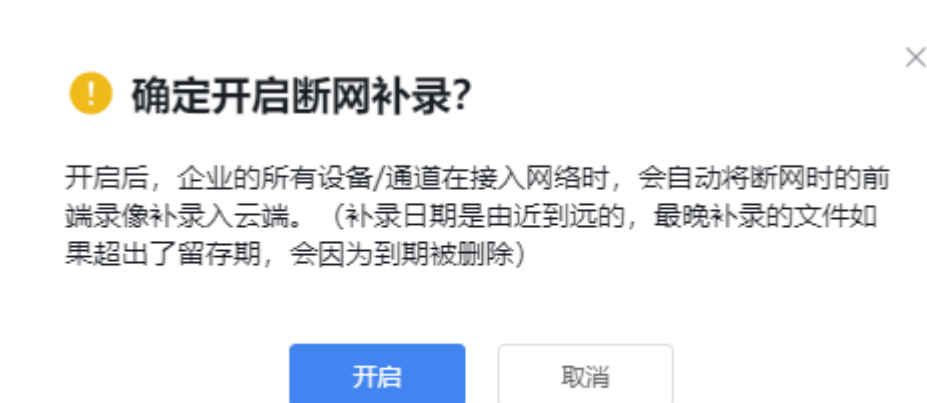 确定开启断网补录?
开启后，企业的所有设备/通道在接入网络时，会自动将断网时的前
端录像补录入云端。（补录日期是由近到远的，最晚补录的文件如
果超出了留存期，会因为到期被删除）
开启
取消